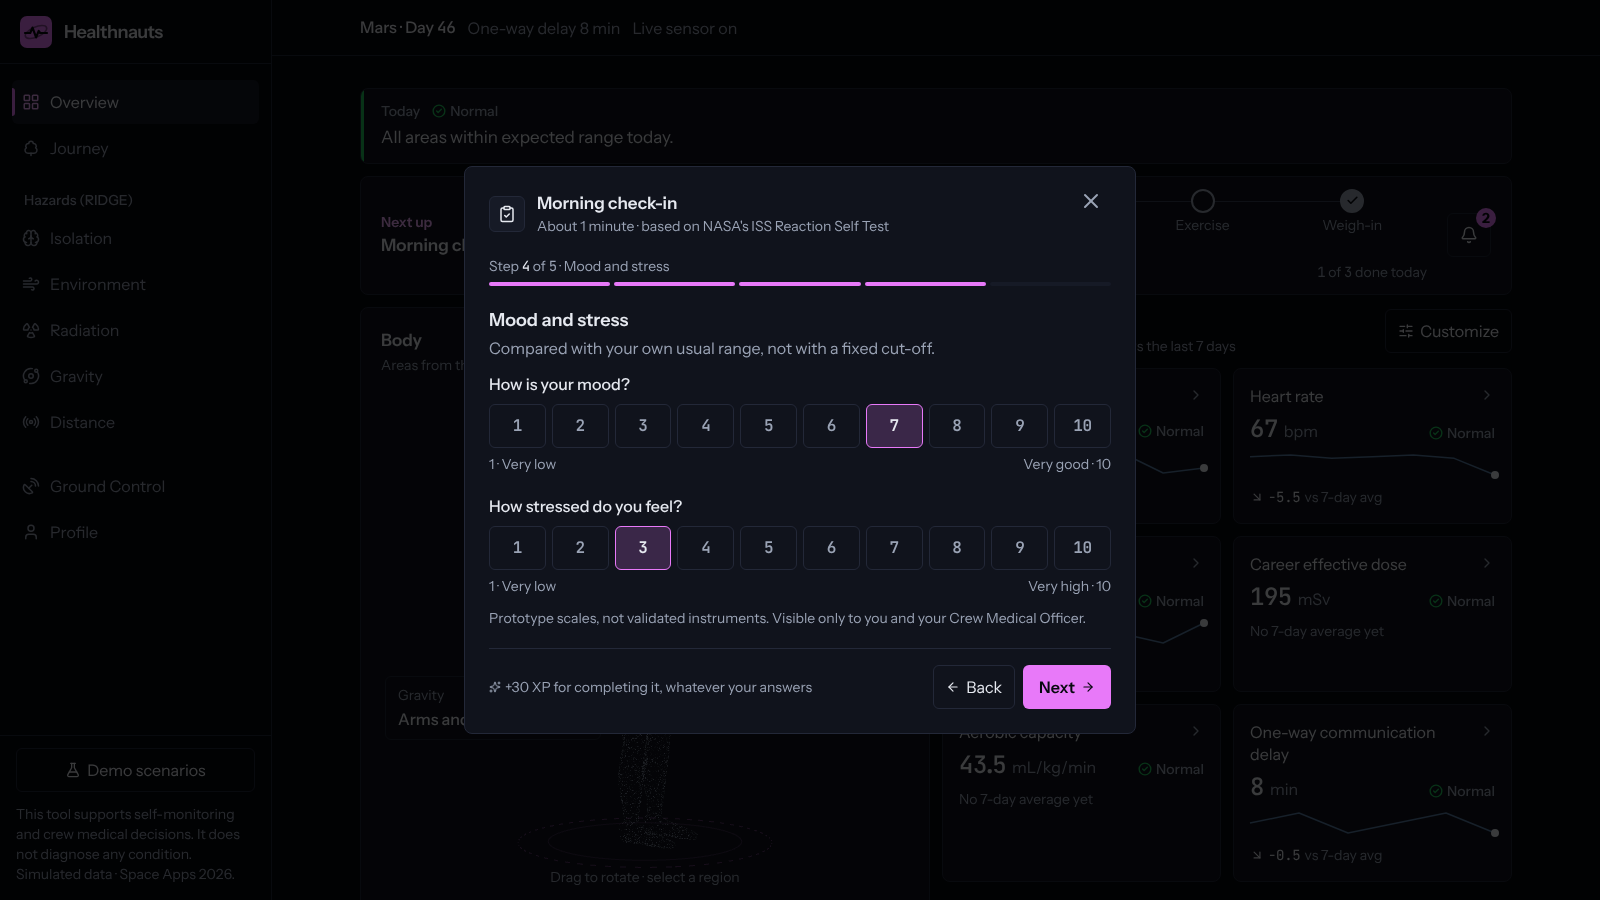 Healthnauts
Mars · Day 46 One-way delay 8 min Live sensor on
Overview
Journey
Hazards (RIDGE)
Isolation
Environment
Radiation
Gravity
Distance
Ground Control
Profile
Demo scenarios
This tool supports self-monitoring
and crew medical decisions. It does
not diagnose any condition.
Simulated data · Space Apps 2026.
Today Normal
All areas within expected range today.
Next up
Morning ch
Exercise
Weigh-in
2
1 of 3 done today
Body
Areas from th
s the last 7 days
Customize
Morning check-in
About 1 minute · based on NASA's ISS Reaction Self Test
Step 4 of 5 · Mood and stress
Mood and stress
Compared with your own usual range, not with a fixed cut-off.
How is your mood?
1 2 3 4 5 6 7 8 9 10
1 · Very low Very good · 10
How stressed do you feel?
1 2 3 4 5 6 7 8 9 10
1 · Very low Very high · 10
Prototype scales, not validated instruments. Visible only to you and your Crew Medical Officer.
+30 XP for completing it, whatever your answers
Back
Next
Normal
Heart rate
67 bpm Normal
-5.5 vs 7-day avg
Normal
Career effective dose
195 mSv Normal
No 7-day average yet
Gravity
Arms and
Drag to rotate · select a region
Aerobic capacity
43.5 mL/kg/min Normal
No 7-day average yet
One-way communication
delay
8 min Normal
-0.5 vs 7-day avg